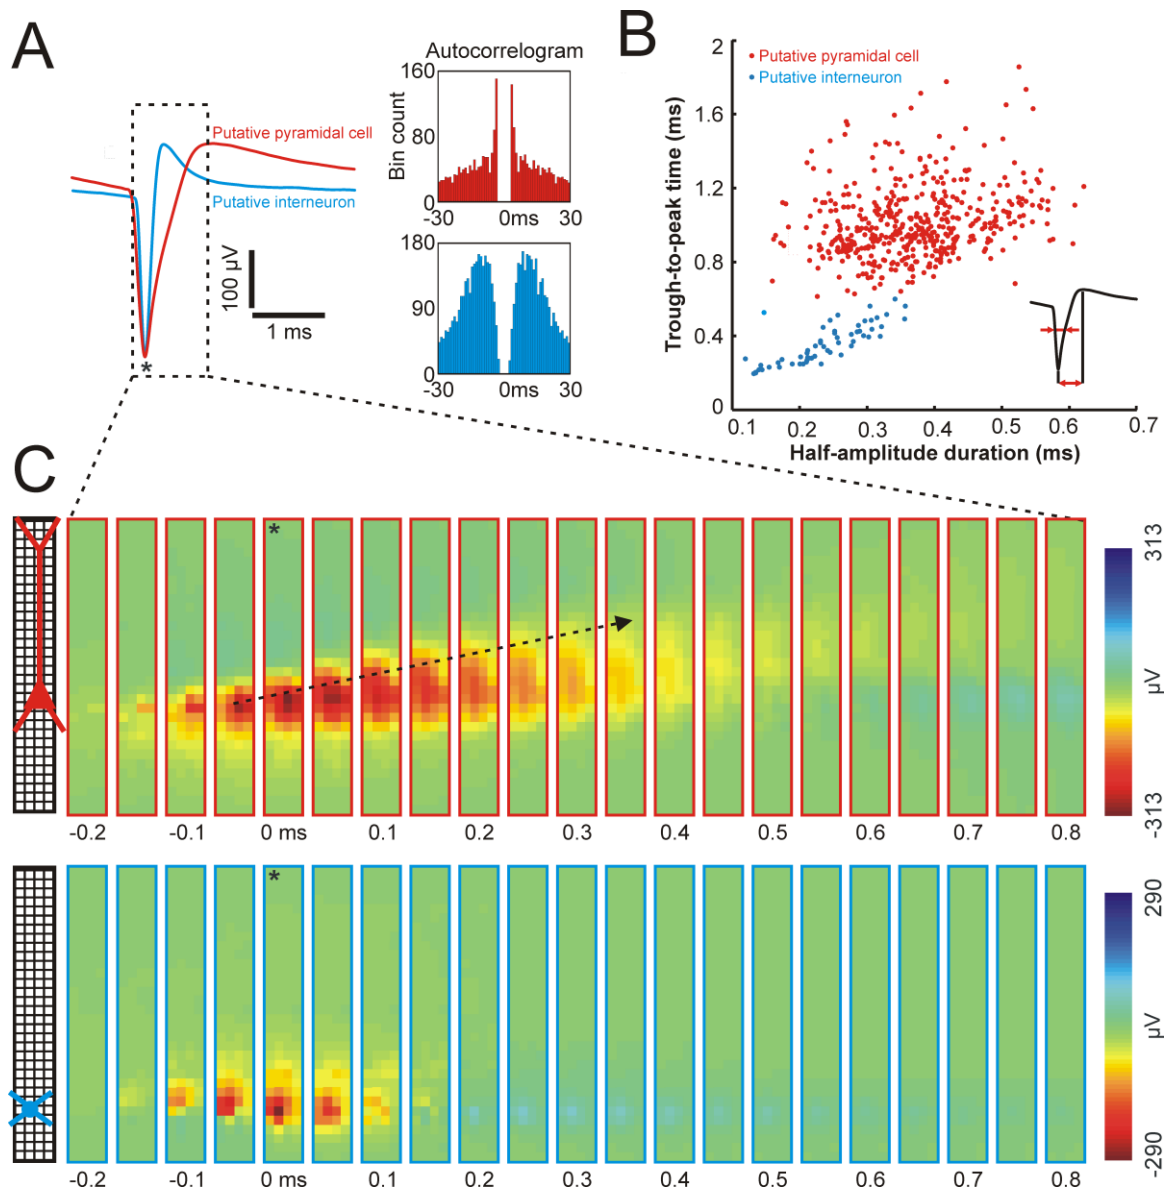 A
Autocorrelogram
160
80
0
Bin count
-30 0ms 30
180
90
0
-30 0ms 30
Putative pyramidal cell
Putative interneuron
100 µV
1 ms
*
B
2
1.6
1.2
0.8
0.4
0
Trough-to-peak time (ms)
Putative pyramidal cell
Putative interneuron
0.1 0.2 0.3 0.4 0.5 0.6 0.7
Half-amplitude duration (ms)
C
*
313
µV
-313
-0.2 -0.1 0 ms 0.1 0.2 0.3 0.4 0.5 0.6 0.7 0.8
*
290
µV
-290
-0.2 -0.1 0 ms 0.1 0.2 0.3 0.4 0.5 0.6 0.7 0.8